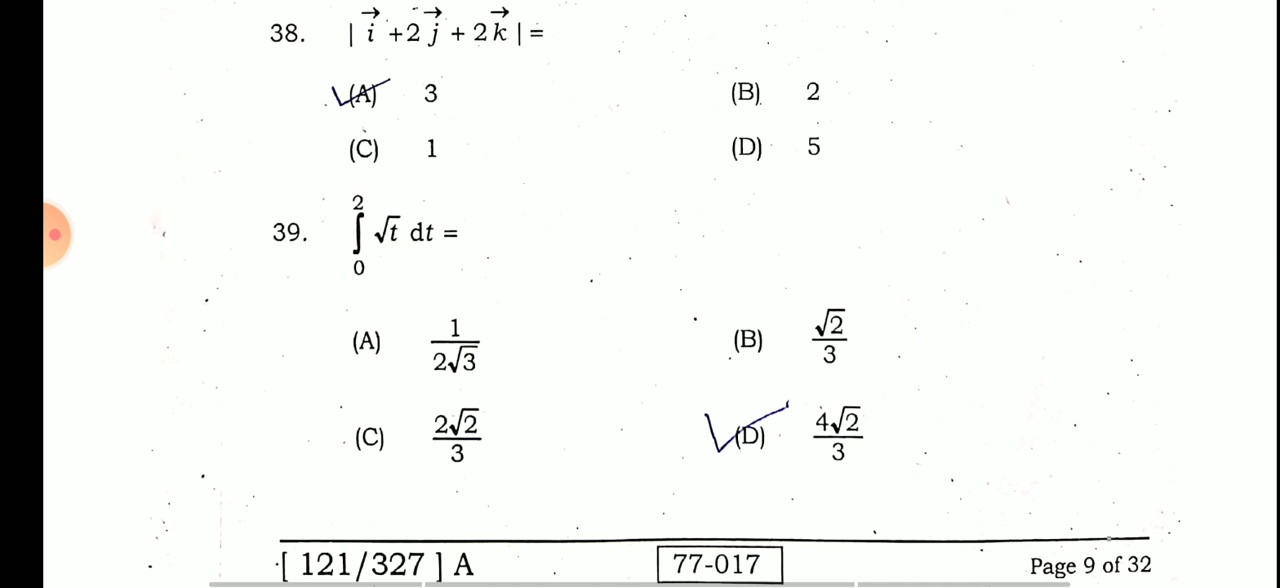 38. | i⃗ + 2 j⃗ + 2 k⃗ | =
(A) 3 (B) 2
(C) 1 (D) 5
39. ∫₀² √t dt =
(A) 1/(2√3) (B) √2/3
(C) 2√2/3 (D) 4√2/3
[ 121/327 ] A 77-017 Page 9 of 32